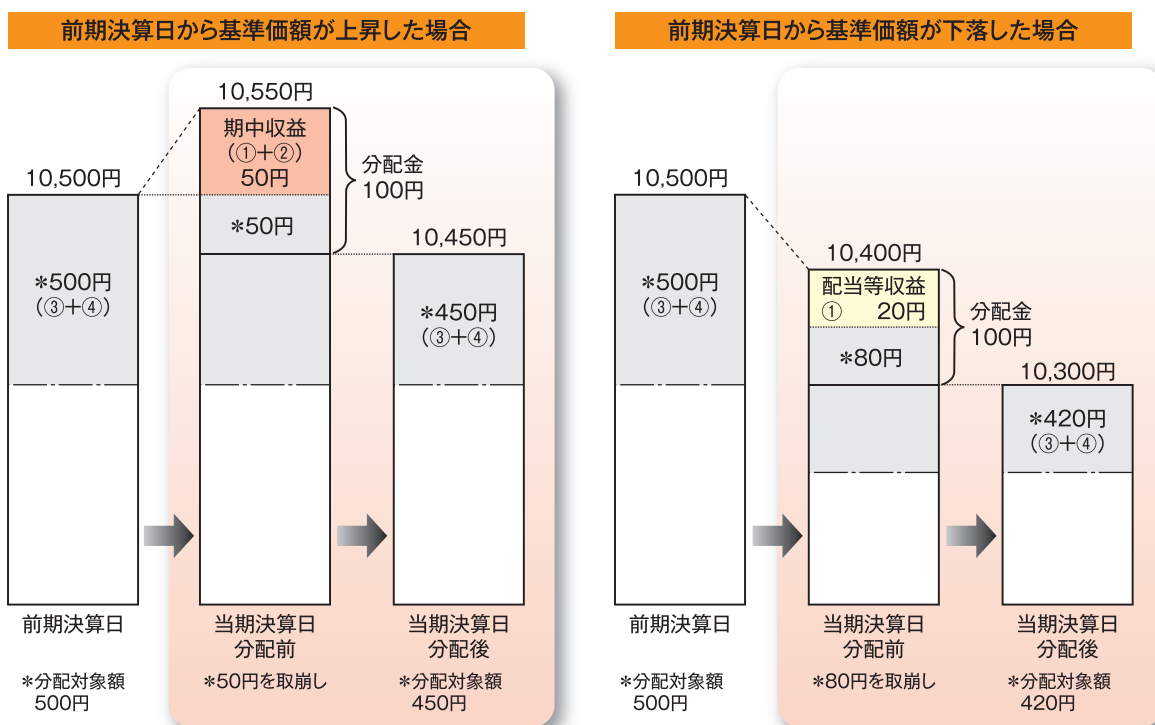 前期決算日から基準価額が上昇した場合
10,550円
期中収益
(①+②)
50円
分配金
100円
10,500円
*50円
10,450円
*500円
(③+④)
*450円
(③+④)
前期決算日
当期決算日
分配前
当期決算日
分配後
*分配対象額
500円
*50円を取崩し
*分配対象額
450円
前期決算日から基準価額が下落した場合
10,500円
10,400円
*500円
(③+④)
配当等収益
① 20円
分配金
100円
*80円
10,300円
*420円
(③+④)
前期決算日
当期決算日
分配前
当期決算日
分配後
*分配対象額
500円
*80円を取崩し
*分配対象額
420円